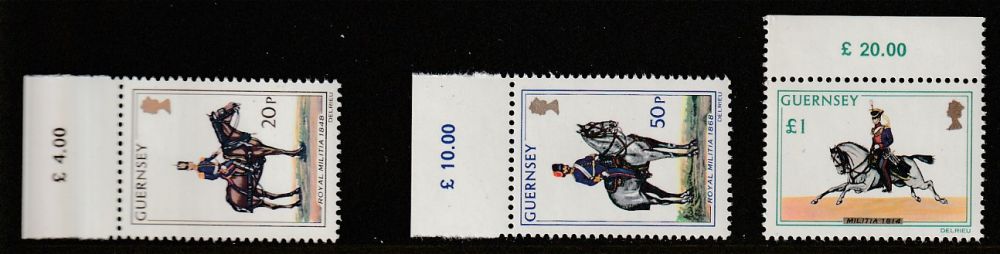 £ 4.00
GUERNSEY
20P
ROYAL MILITIA 1848
DELRIEU
£ 10.00
GUERNSEY
50P
ROYAL MILITIA 1868
DELRIEU
£ 20.00
GUERNSEY
£1
MILITIA 1814
DELRIEU